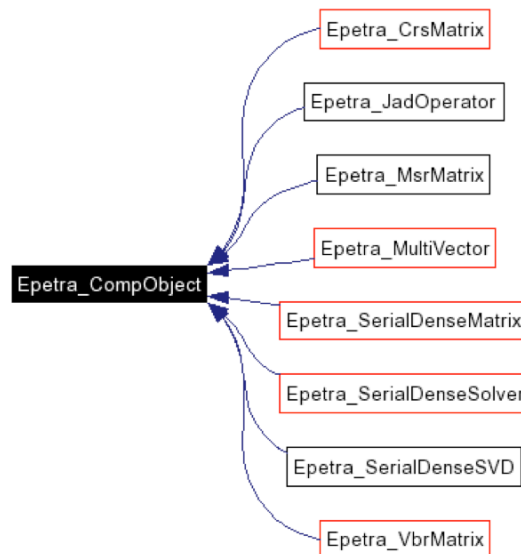 Epetra_CrsMatrix
Epetra_JadOperator
Epetra_MsrMatrix
Epetra_MultiVector
Epetra_CompObject
Epetra_SerialDenseMatrix
Epetra_SerialDenseSolver
Epetra_SerialDenseSVD
Epetra_VbrMatrix